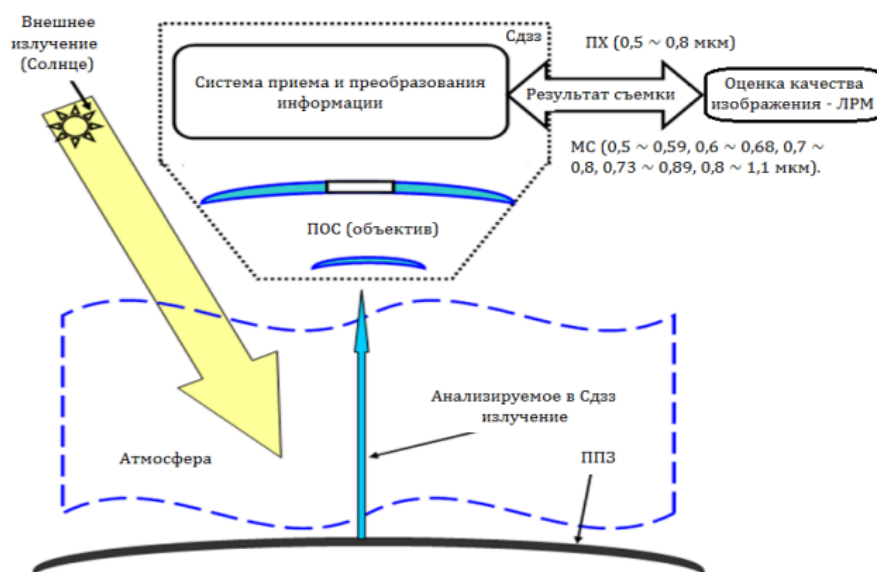 Внешнее
излучение
(Солнце)
Сдзз
ПХ (0,5 ~ 0,8 мкм)
Система приема и преобразования
информации
Результат съемки
Оценка качества
изображения - ЛРМ
МС (0,5 ~ 0,59, 0,6 ~ 0,68, 0,7 ~
0,8, 0,73 ~ 0,89, 0,8 ~ 1,1 мкм).
ПОС (объектив)
Анализируемое в Сдзз
излучение
Атмосфера
ППЗ